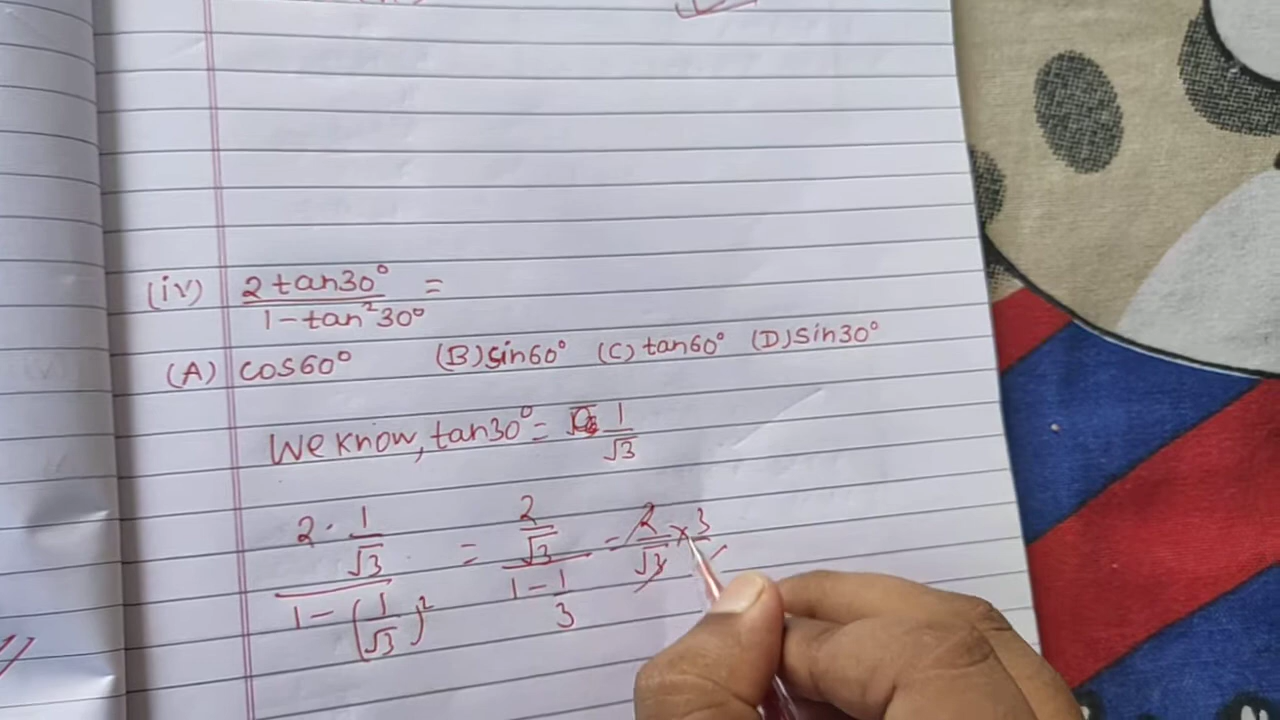 (iv) 2 tan30° / 1 - tan²30° =
(A) cos60° (B) sin60° (C) tan60° (D) sin30°
We know, tan30° = 1/√3
2 · 1/√3 / 1 - (1/√3)² = 2/√3 / 1 - 1/3 = 2/√3 × 3